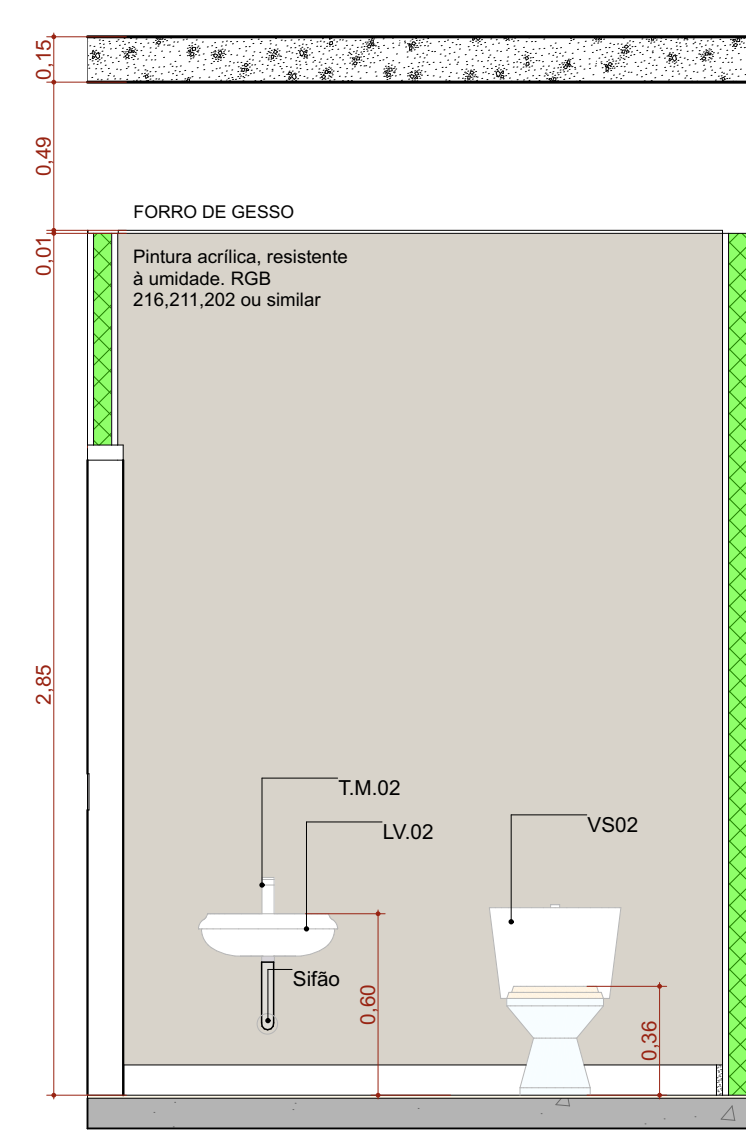 0,15
0,49
FORRO DE GESSO
0,01
Pintura acrílica, resistente
à umidade. RGB
216,211,202 ou similar
2,85
T.M.02
LV.02
VS02
Sifão
0,60
0,36